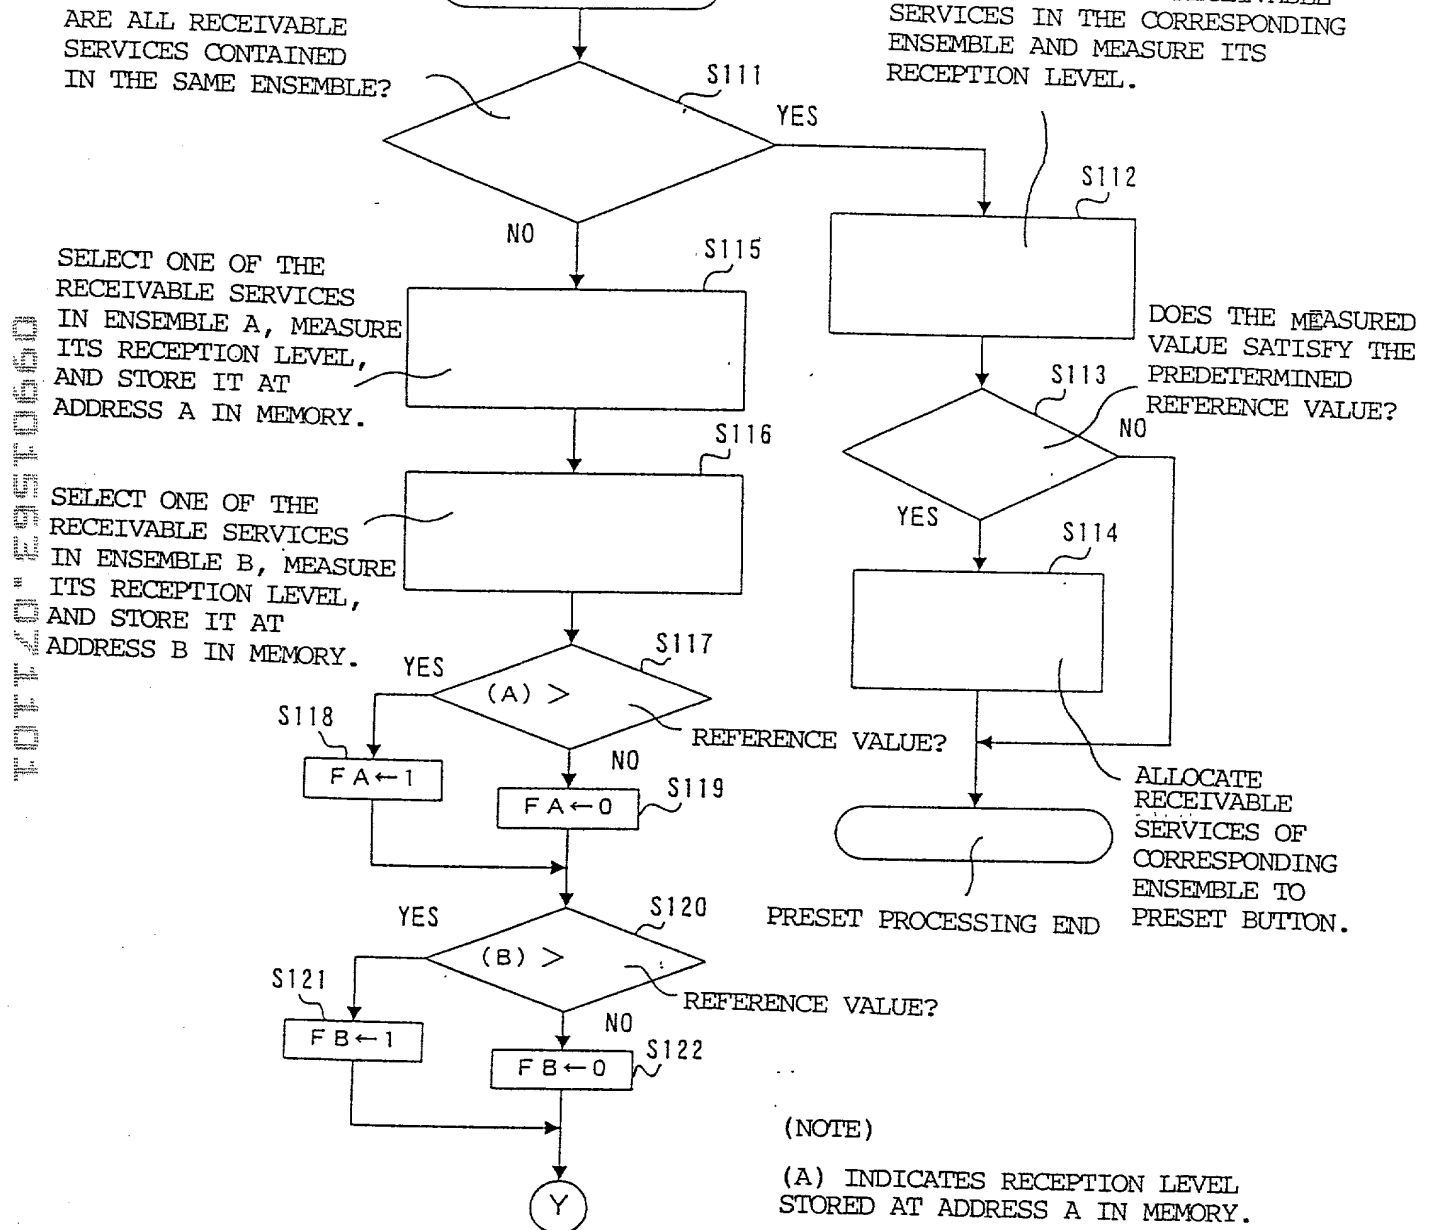 ARE ALL RECEIVABLE
SERVICES CONTAINED
IN THE SAME ENSEMBLE?
SERVICES IN THE CORRESPONDING
ENSEMBLE AND MEASURE ITS
RECEPTION LEVEL.
S111
YES
S112
NO
SELECT ONE OF THE
RECEIVABLE SERVICES
IN ENSEMBLE A, MEASURE
ITS RECEPTION LEVEL,
AND STORE IT AT
ADDRESS A IN MEMORY.
S115
DOES THE MEASURED
VALUE SATISFY THE
PREDETERMINED
REFERENCE VALUE?
S113
NO
YES
S116
SELECT ONE OF THE
RECEIVABLE SERVICES
IN ENSEMBLE B, MEASURE
ITS RECEPTION LEVEL,
AND STORE IT AT
ADDRESS B IN MEMORY.
S114
S117
YES
(A) >
REFERENCE VALUE?
NO
S118
FA←1
S119
FA←0
ALLOCATE
RECEIVABLE
SERVICES OF
CORRESPONDING
ENSEMBLE TO
PRESET BUTTON.
PRESET PROCESSING END
S120
YES
(B) >
REFERENCE VALUE?
NO
S121
FB←1
S122
FB←0
Y
(NOTE)
(A) INDICATES RECEPTION LEVEL
STORED AT ADDRESS A IN MEMORY.